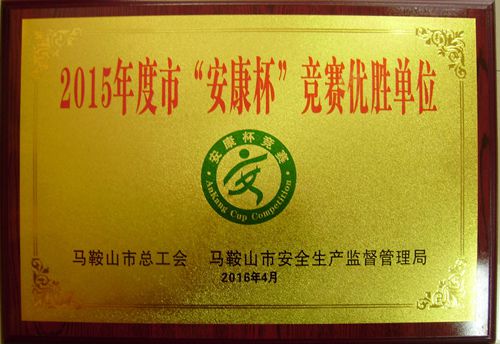 2015年度市“安康杯”竞赛优胜单位
安康杯竞赛
AnKang Cup Competition
马鞍山市总工会 马鞍山市安全生产监督管理局
2016年4月